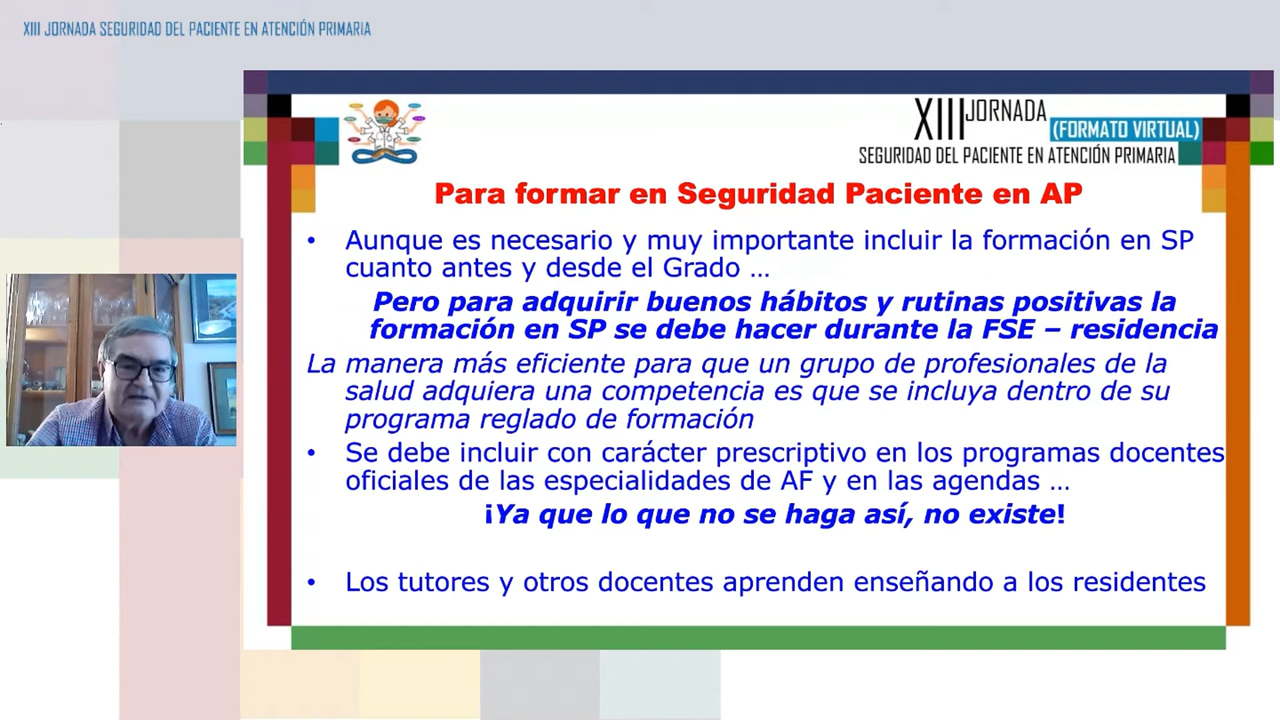 XIII JORNADA SEGURIDAD DEL PACIENTE EN ATENCIÓN PRIMARIA
XIII JORNADA
(FORMATO VIRTUAL)
SEGURIDAD DEL PACIENTE EN ATENCIÓN PRIMARIA
Para formar en Seguridad Paciente en AP
• Aunque es necesario y muy importante incluir la formación en SP
cuanto antes y desde el Grado ...
Pero para adquirir buenos hábitos y rutinas positivas la
formación en SP se debe hacer durante la FSE – residencia
La manera más eficiente para que un grupo de profesionales de la
salud adquiera una competencia es que se incluya dentro de su
programa reglado de formación
• Se debe incluir con carácter prescriptivo en los programas docentes
oficiales de las especialidades de AF y en las agendas ...
¡Ya que lo que no se haga así, no existe!
• Los tutores y otros docentes aprenden enseñando a los residentes